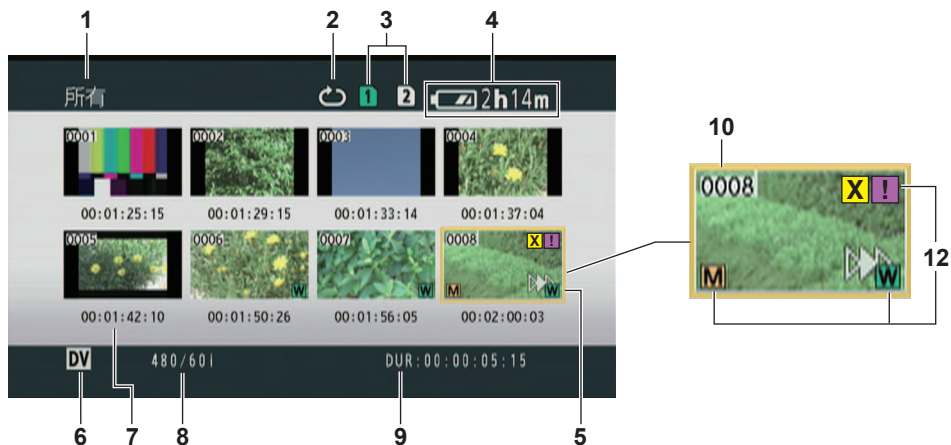 1 2 3 4
所有 1 2 2h14m
0001 0002 0003 0004
00:01:25:15 00:01:29:15 00:01:33:14 00:01:37:04
0005 0006 0007 0008 X !
W W M W
00:01:42:10 00:01:50:26 00:01:56:05 00:02:00:03
DV 480/60i DUR:00:00:05:15
6 7 8 9 5
10
0008 X !
M W
12